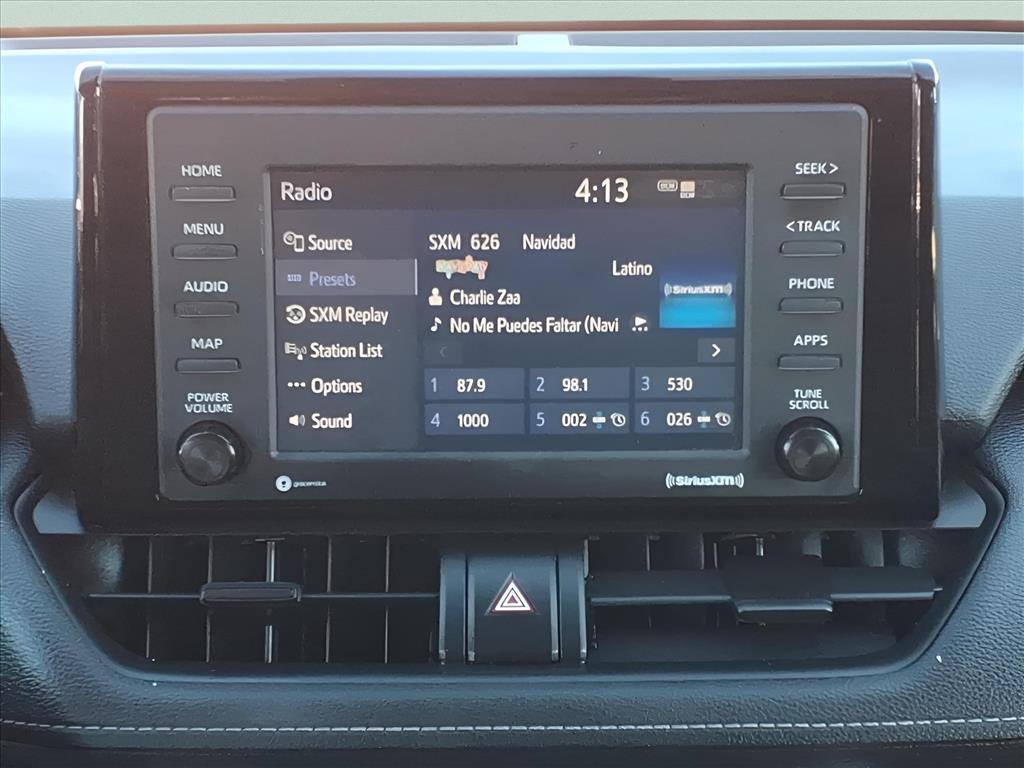 HOME
MENU
AUDIO
MAP
POWER
VOLUME
Radio
4:13
DCM
Source
Presets
SXM Replay
Station List
Options
Sound
SXM 626 Navidad
Latino
Charlie Zaa
No Me Puedes Faltar (Navi
SiriusXM
1 87.9
2 98.1
3 530
4 1000
5 002
6 026
SEEK >
< TRACK
PHONE
APPS
TUNE
SCROLL
gracenote
SiriusXM